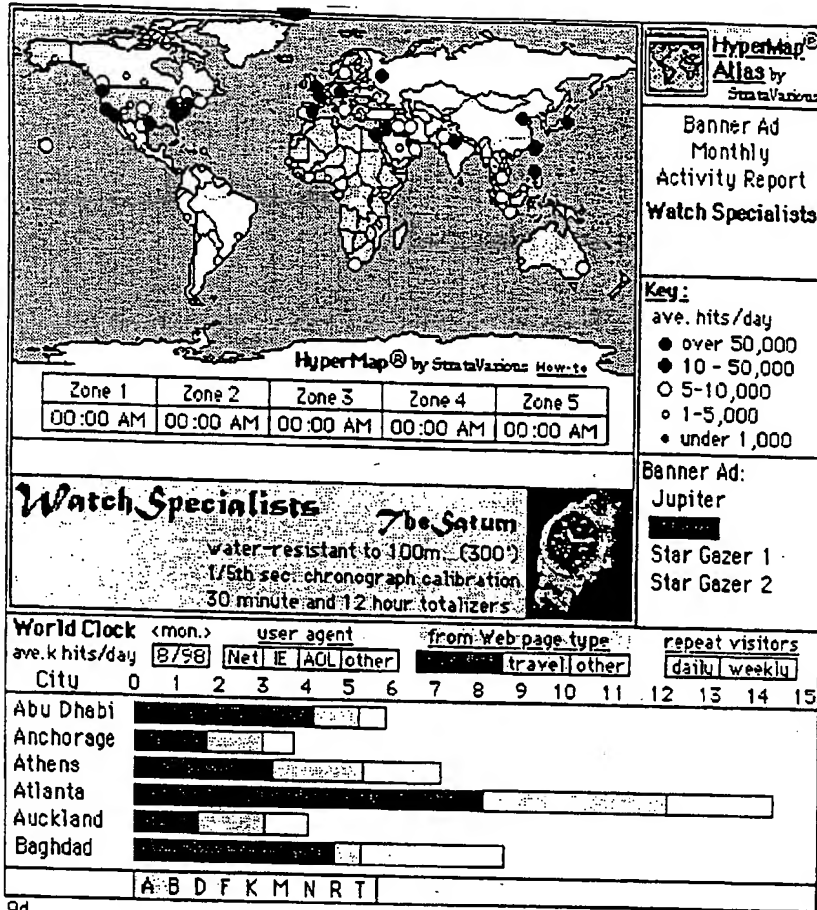 HyperMap®
Atlas by
StrataVarious
Banner Ad
Monthly
Activity Report
Watch Specialists
Key:
ave. hits/day
over 50,000
10 - 50,000
5-10,000
1-5,000
under 1,000
HyperMap® by StrataVarious How-to
Zone 1 Zone 2 Zone 3 Zone 4 Zone 5
00:00 AM 00:00 AM 00:00 AM 00:00 AM 00:00 AM
Banner Ad:
Jupiter
Star Gazer 1
Star Gazer 2
Watch Specialists
The Saturn
water-resistant to 100m. (300')
1/5th sec. chronograph calibration
30 minute and 12 hour totalizers
World Clock <mon.> user agent from Web page type repeat visitors
ave.k hits/day 8/98 Net IE AOL other travel other daily weekly
City 0 1 2 3 4 5 6 7 8 9 10 11 12 13 14 15
Abu Dhabi
Anchorage
Athens
Atlanta
Auckland
Baghdad
A B D F K M N R T
9d